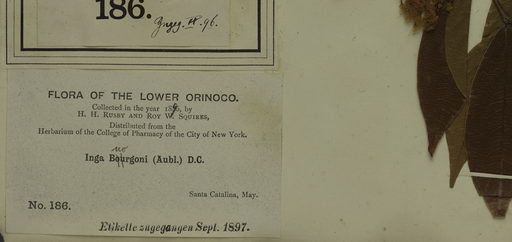 186.
Zugeg. 96.
FLORA OF THE LOWER ORINOCO.
Collected in the year 1896, by
H. H. RUSBY AND ROY W. SQUIRES,
Distributed from the
Herbarium of the College of Pharmacy of the City of New York.
Inga Bourgoni (Aubl.) D.C.
Santa Catalina, May.
No. 186.
Etikette zugegangen Sept. 1897.